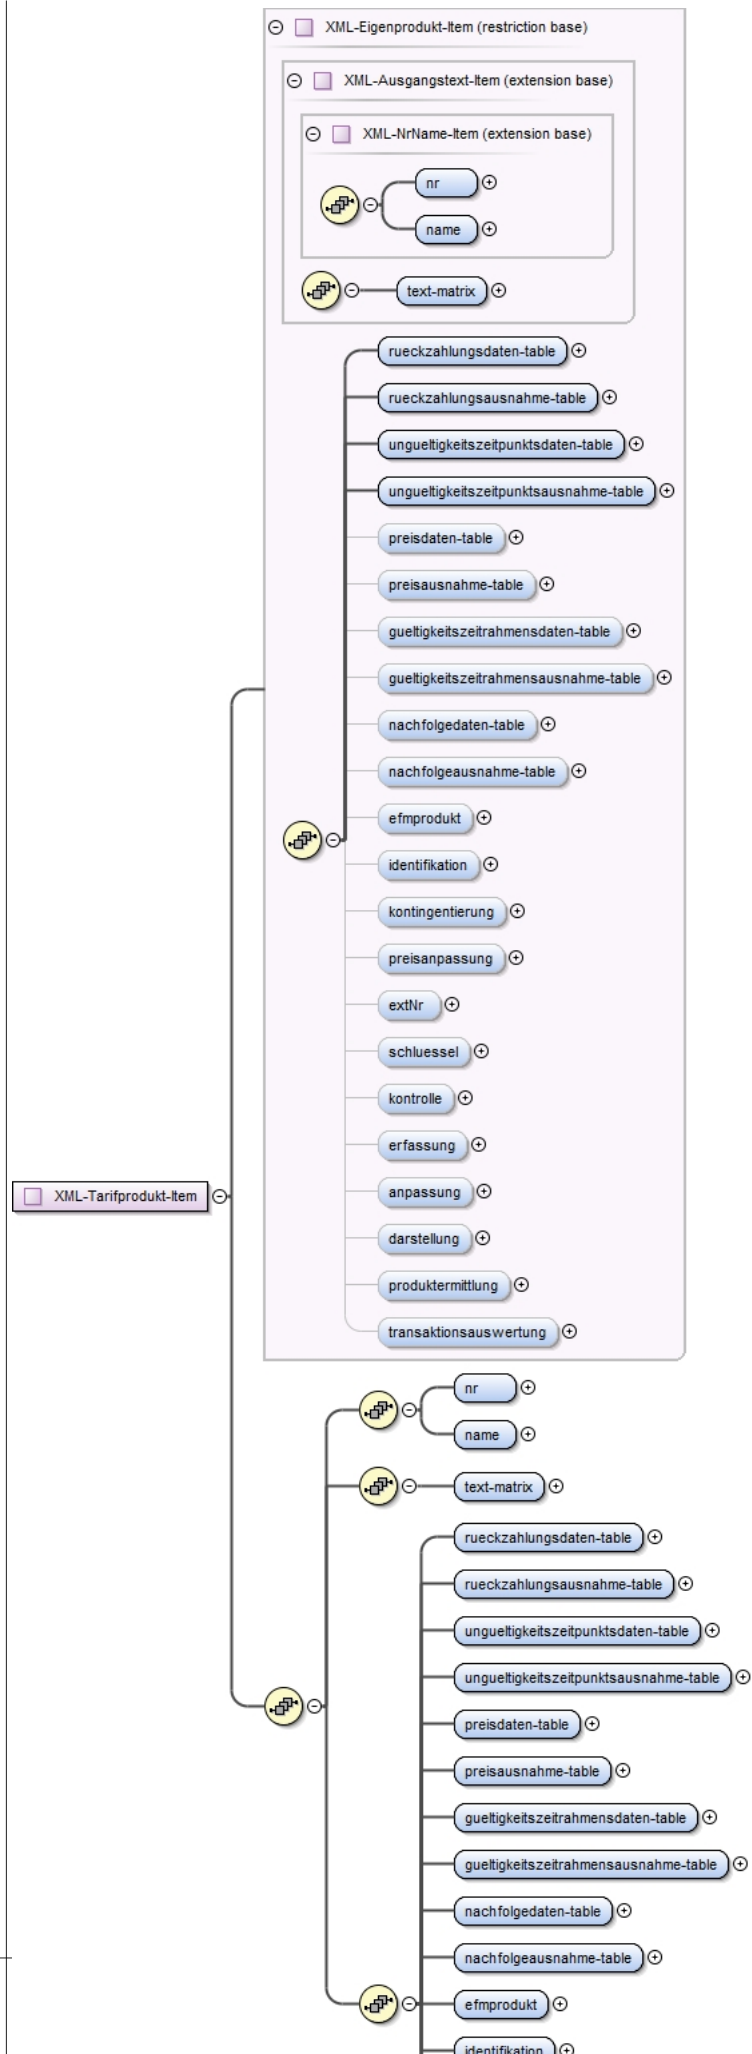 XML-Eigenprodukt-Item (restriction base)
XML-Ausgangstext-Item (extension base)
XML-NrName-Item (extension base)
nr
name
text-matrix
rueckzahlungsdaten-table
rueckzahlungsausnahme-table
ungueltigkeitszeitpunktsdaten-table
ungueltigkeitszeitpunktsausnahme-table
preisdaten-table
preisausnahme-table
gueltigkeitszeitrahmensdaten-table
gueltigkeitszeitrahmensausnahme-table
nachfolgedaten-table
nachfolgeausnahme-table
efmprodukt
identifikation
kontingentierung
preisanpassung
extNr
schluessel
kontrolle
erfassung
XML-Tarifprodukt-Item
anpassung
darstellung
produktermittlung
transaktionsauswertung
nr
name
text-matrix
rueckzahlungsdaten-table
rueckzahlungsausnahme-table
ungueltigkeitszeitpunktsdaten-table
ungueltigkeitszeitpunktsausnahme-table
preisdaten-table
preisausnahme-table
gueltigkeitszeitrahmensdaten-table
gueltigkeitszeitrahmensausnahme-table
nachfolgedaten-table
nachfolgeausnahme-table
efmprodukt
identifikation